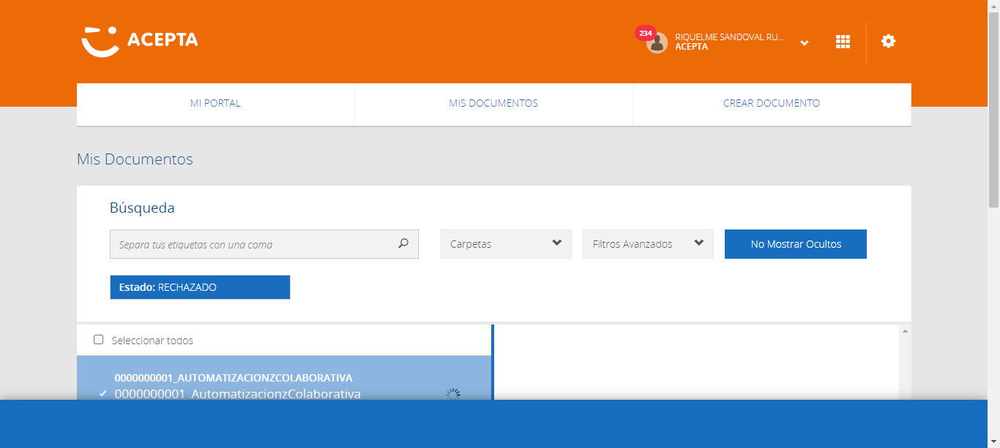 ACEPTA
234
RIQUELME SANDOVAL RU...
ACEPTA
MI PORTAL
MIS DOCUMENTOS
CREAR DOCUMENTO
Mis Documentos
Búsqueda
Separa tus etiquetas con una coma
Carpetas
Filtros Avanzados
No Mostrar Ocultos
Estado: RECHAZADO
Seleccionar todos
0000000001_AUTOMATIZACIONZCOLABORATIVA
0000000001_AutomatizacionzColaborativa